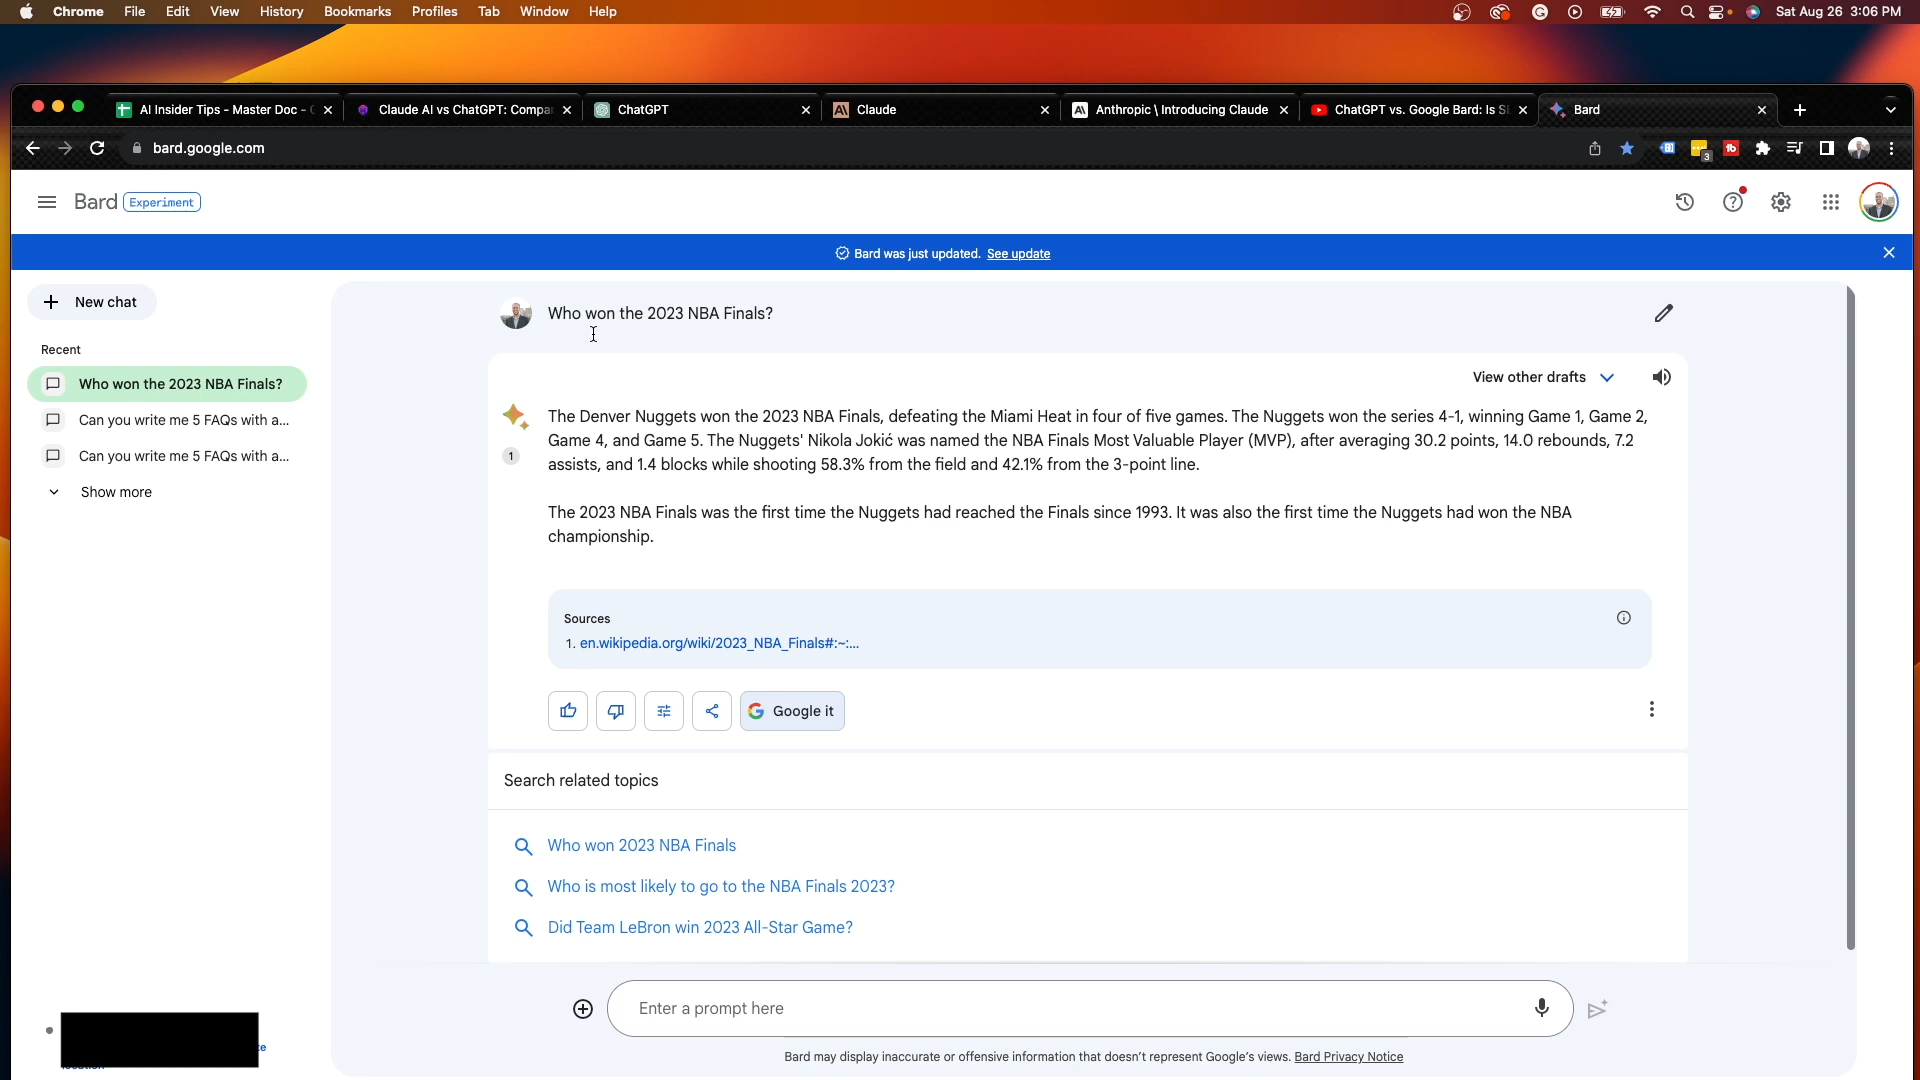 Chrome File Edit View History Bookmarks Profiles Tab Window Help Sat Aug 26 3:06 PM
AI Insider Tips - Master Doc - Claude AI vs ChatGPT: Compa ChatGPT Claude Anthropic \ Introducing Claude ChatGPT vs. Google Bard: Is Bard
bard.google.com 3
Bard Experiment
Bard was just updated. See update
New chat
Recent
Who won the 2023 NBA Finals?
Can you write me 5 FAQs with a...
Can you write me 5 FAQs with a...
Show more
Who won the 2023 NBA Finals?
View other drafts
The Denver Nuggets won the 2023 NBA Finals, defeating the Miami Heat in four of five games. The Nuggets won the series 4-1, winning Game 1, Game 2,
Game 4, and Game 5. The Nuggets' Nikola Jokić was named the NBA Finals Most Valuable Player (MVP), after averaging 30.2 points, 14.0 rebounds, 7.2
1
assists, and 1.4 blocks while shooting 58.3% from the field and 42.1% from the 3-point line.
The 2023 NBA Finals was the first time the Nuggets had reached the Finals since 1993. It was also the first time the Nuggets had won the NBA
championship.
Sources
1. en.wikipedia.org/wiki/2023_NBA_Finals#:~:...
Google it
Search related topics
Who won 2023 NBA Finals
Who is most likely to go to the NBA Finals 2023?
Did Team LeBron win 2023 All-Star Game?
Enter a prompt here
Bard may display inaccurate or offensive information that doesn't represent Google's views. Bard Privacy Notice